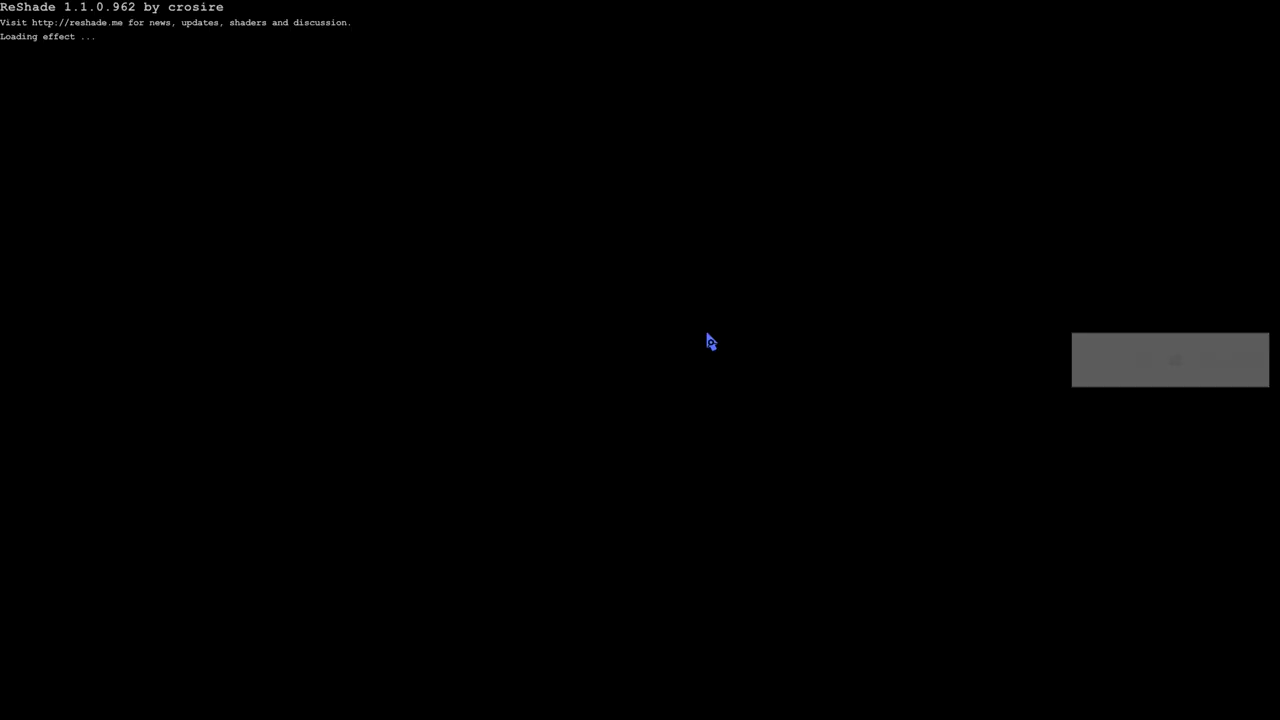 ReShade 1.1.0.962 by crosire
Visit http://reshade.me for news, updates, shaders and discussion.
Loading effect ...